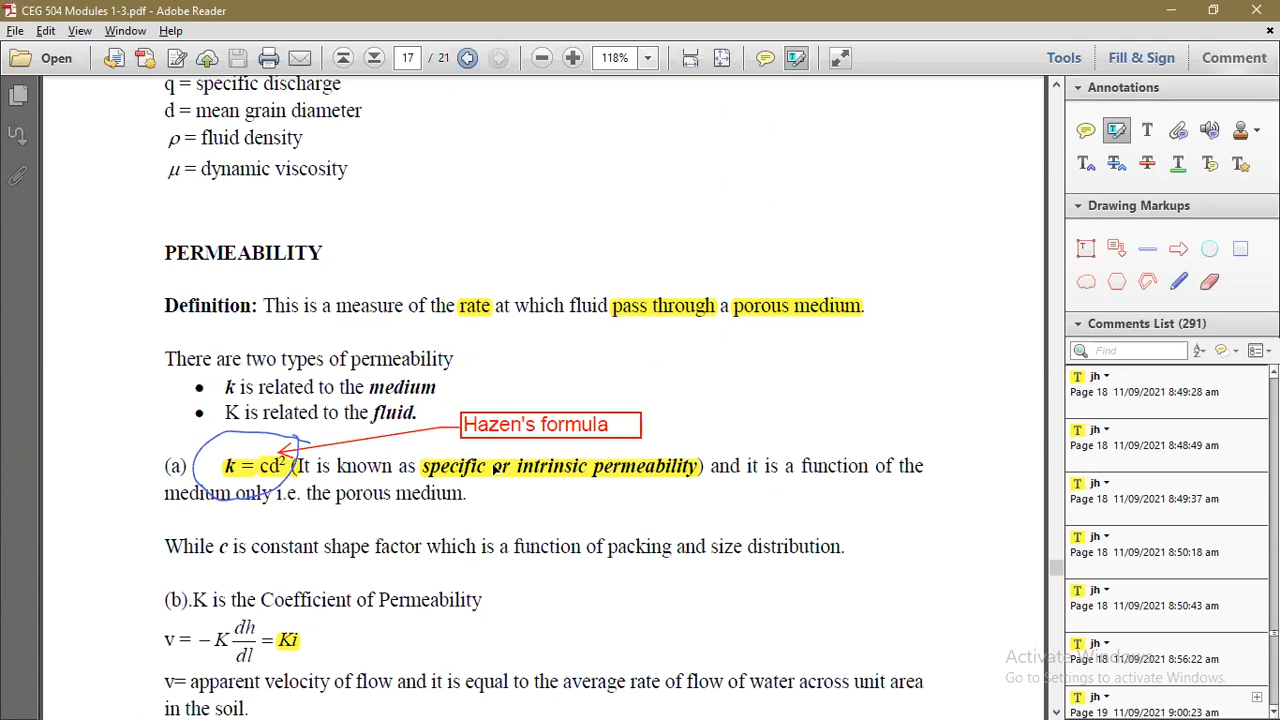 CEG 504 Modules 1-3.pdf - Adobe Reader
File Edit View Window Help
Open 17 / 21 118% Tools Fill & Sign Comment
q = specific discharge
d = mean grain diameter
ρ = fluid density
μ = dynamic viscosity
PERMEABILITY
Definition: This is a measure of the rate at which fluid pass through a porous medium.
There are two types of permeability
• k is related to the medium
• K is related to the fluid.
Hazen's formula
(a) k = cd² (It is known as specific or intrinsic permeability) and it is a function of the
medium only i.e. the porous medium.
While c is constant shape factor which is a function of packing and size distribution.
(b).K is the Coefficient of Permeability
v = − K dh/dl = Ki
v= apparent velocity of flow and it is equal to the average rate of flow of water across unit area
in the soil.
Annotations
Drawing Markups
Comments List (291)
Find
jh
Page 18 11/09/2021 8:49:28 am
jh
Page 18 11/09/2021 8:48:49 am
jh
Page 18 11/09/2021 8:49:37 am
jh
Page 18 11/09/2021 8:50:18 am
jh
Page 18 11/09/2021 8:50:43 am
jh
Page 18 11/09/2021 8:56:22 am
jh
Page 19 11/09/2021 9:00:23 am
Activate Windows
Go to Settings to activate Windows.